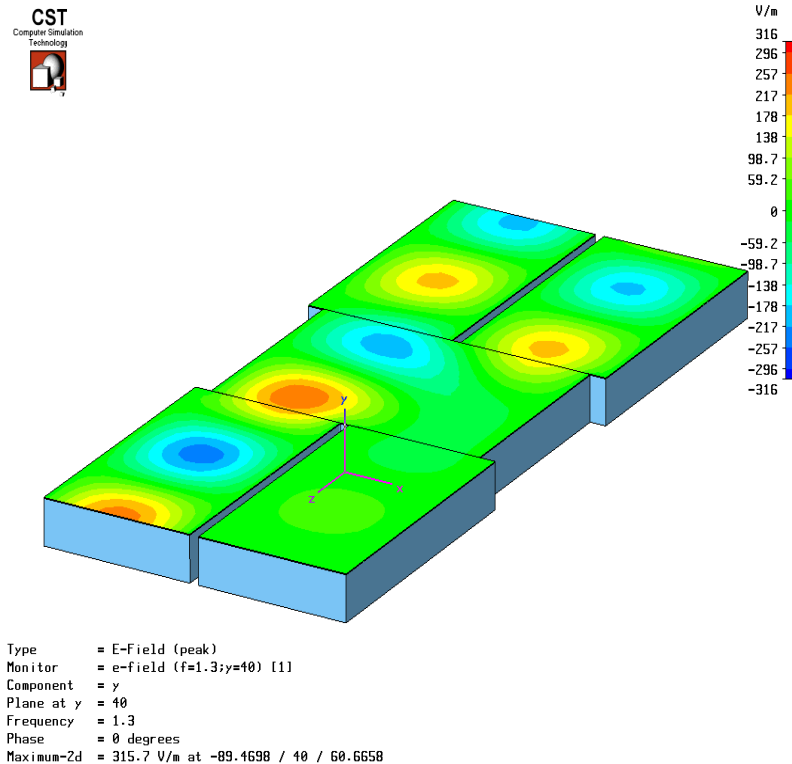 CST
Computer Simulation
Technology
V/m
316
296
257
217
178
138
98.7
59.2
0
-59.2
-98.7
-138
-178
-217
-257
-296
-316
y
z
x
Type = E-Field (peak)
Monitor = e-field (f=1.3;y=40) [1]
Component = y
Plane at y = 40
Frequency = 1.3
Phase = 0 degrees
Maximum-2d = 315.7 V/m at -89.4698 / 40 / 60.6658